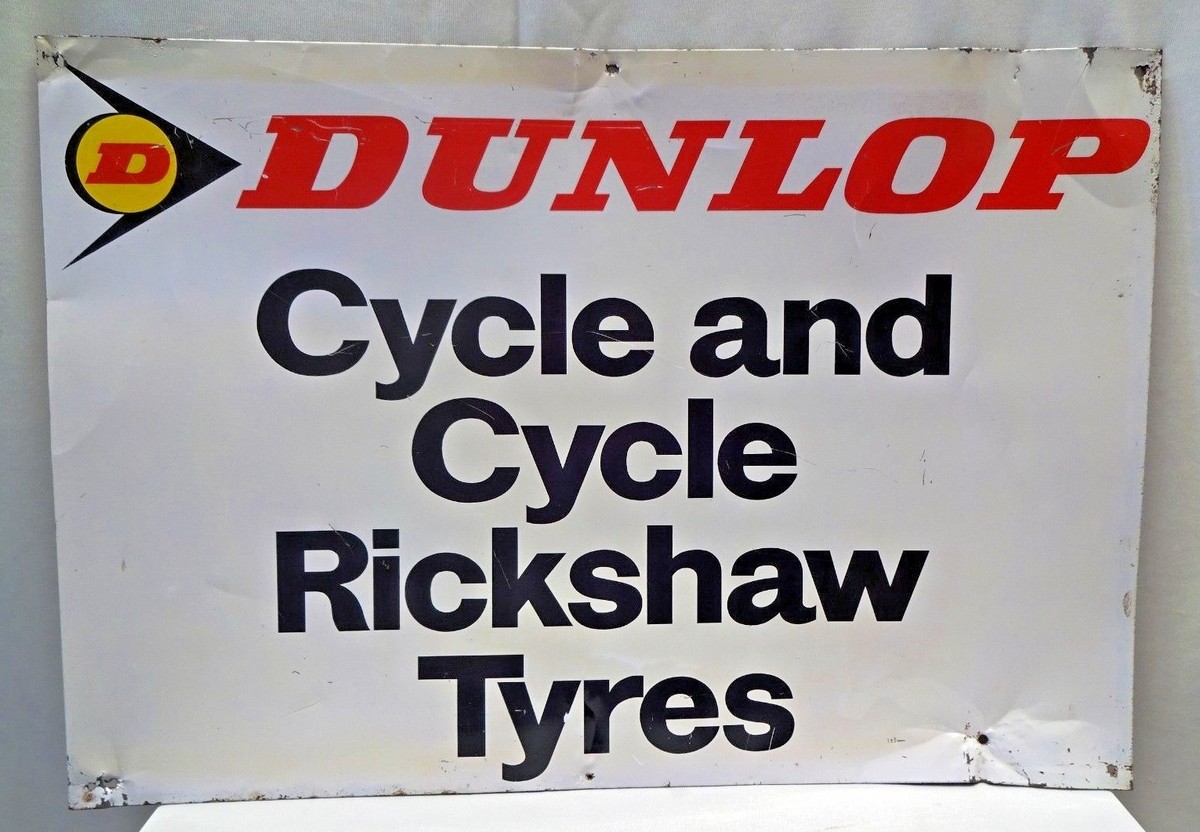 D DUNLOP
Cycle and
Cycle
Rickshaw
Tyres